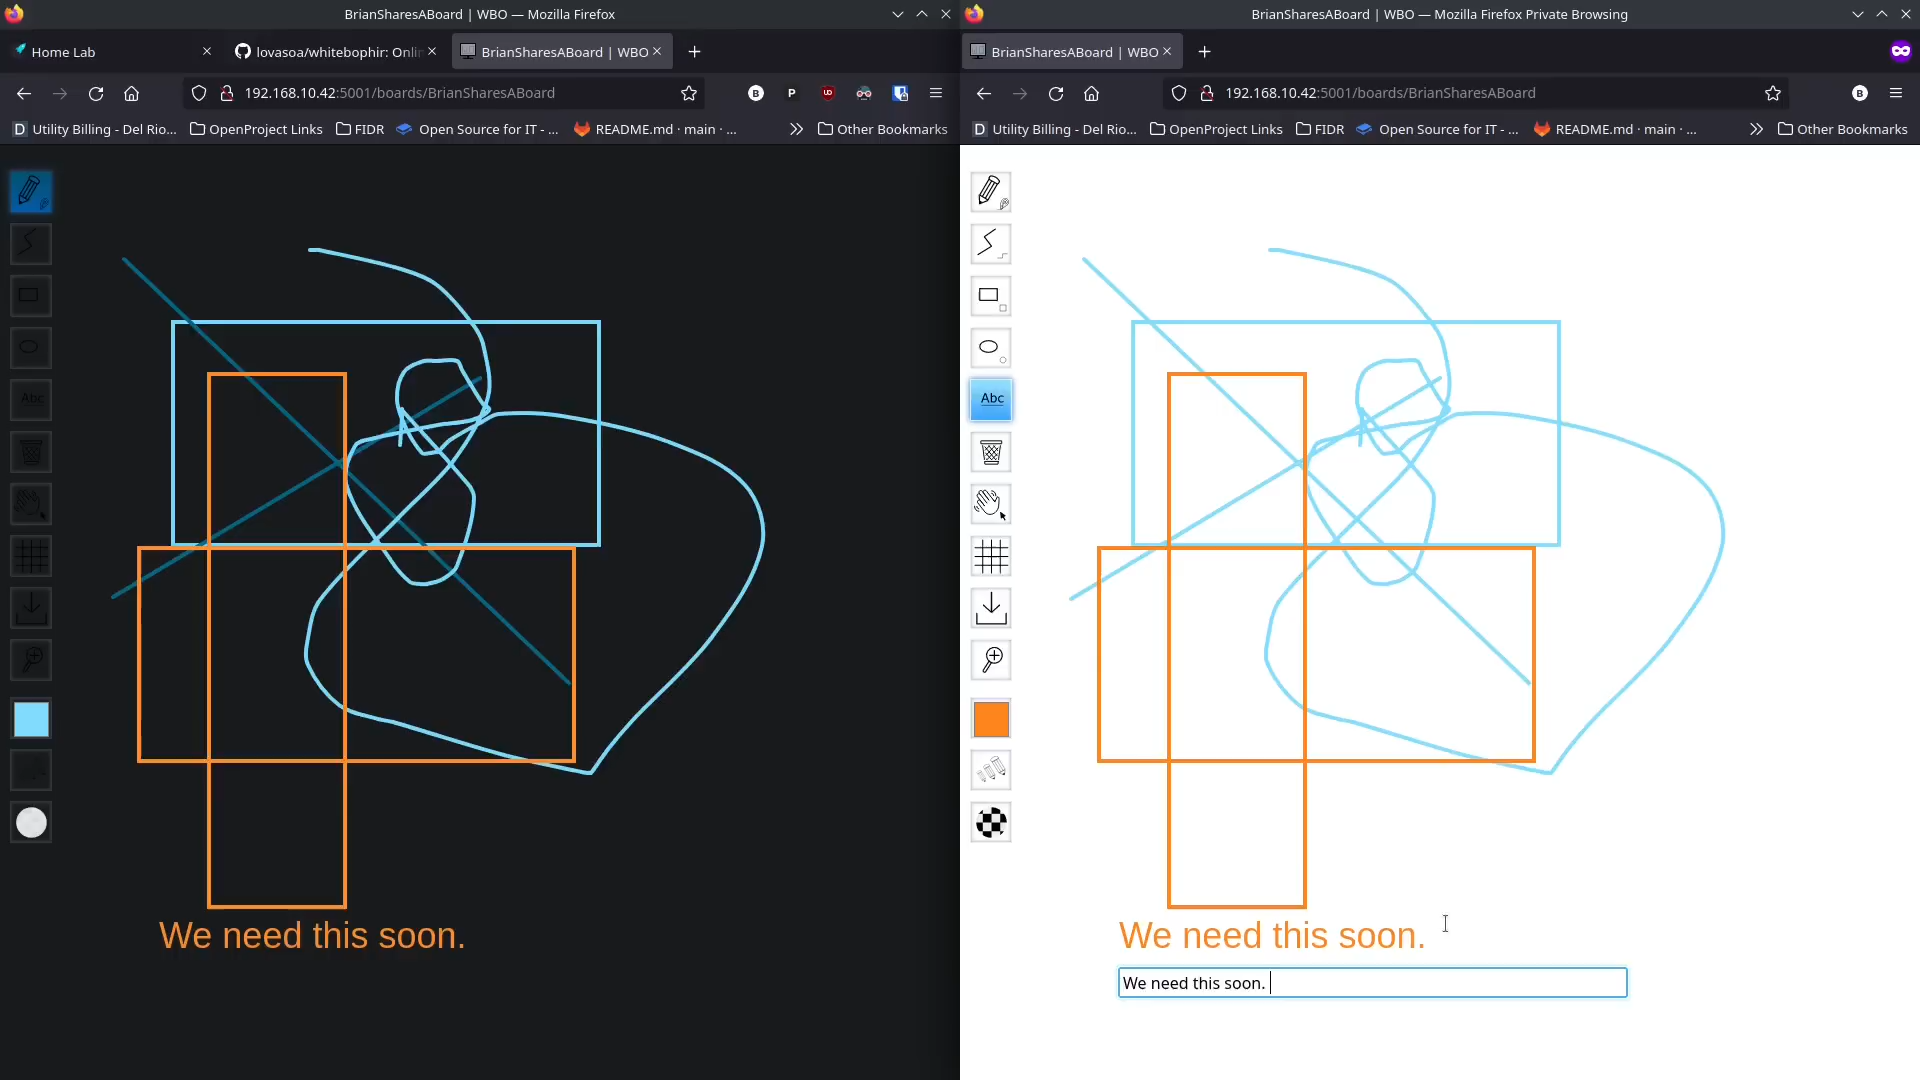 BrianSharesABoard | WBO — Mozilla Firefox
Home Lab
lovasoa/whitebophir: Onlin
BrianSharesABoard | WBO
192.168.10.42:5001/boards/BrianSharesABoard
B
P
UD
D Utility Billing - Del Rio...
OpenProject Links
FIDR
Open Source for IT - ...
README.md · main · ...
Other Bookmarks
Abc
We need this soon.
BrianSharesABoard | WBO — Mozilla Firefox Private Browsing
BrianSharesABoard | WBO
192.168.10.42:5001/boards/BrianSharesABoard
B
D Utility Billing - Del Rio...
OpenProject Links
FIDR
Open Source for IT - ...
README.md · main · ...
Other Bookmarks
Abc
We need this soon.
We need this soon.